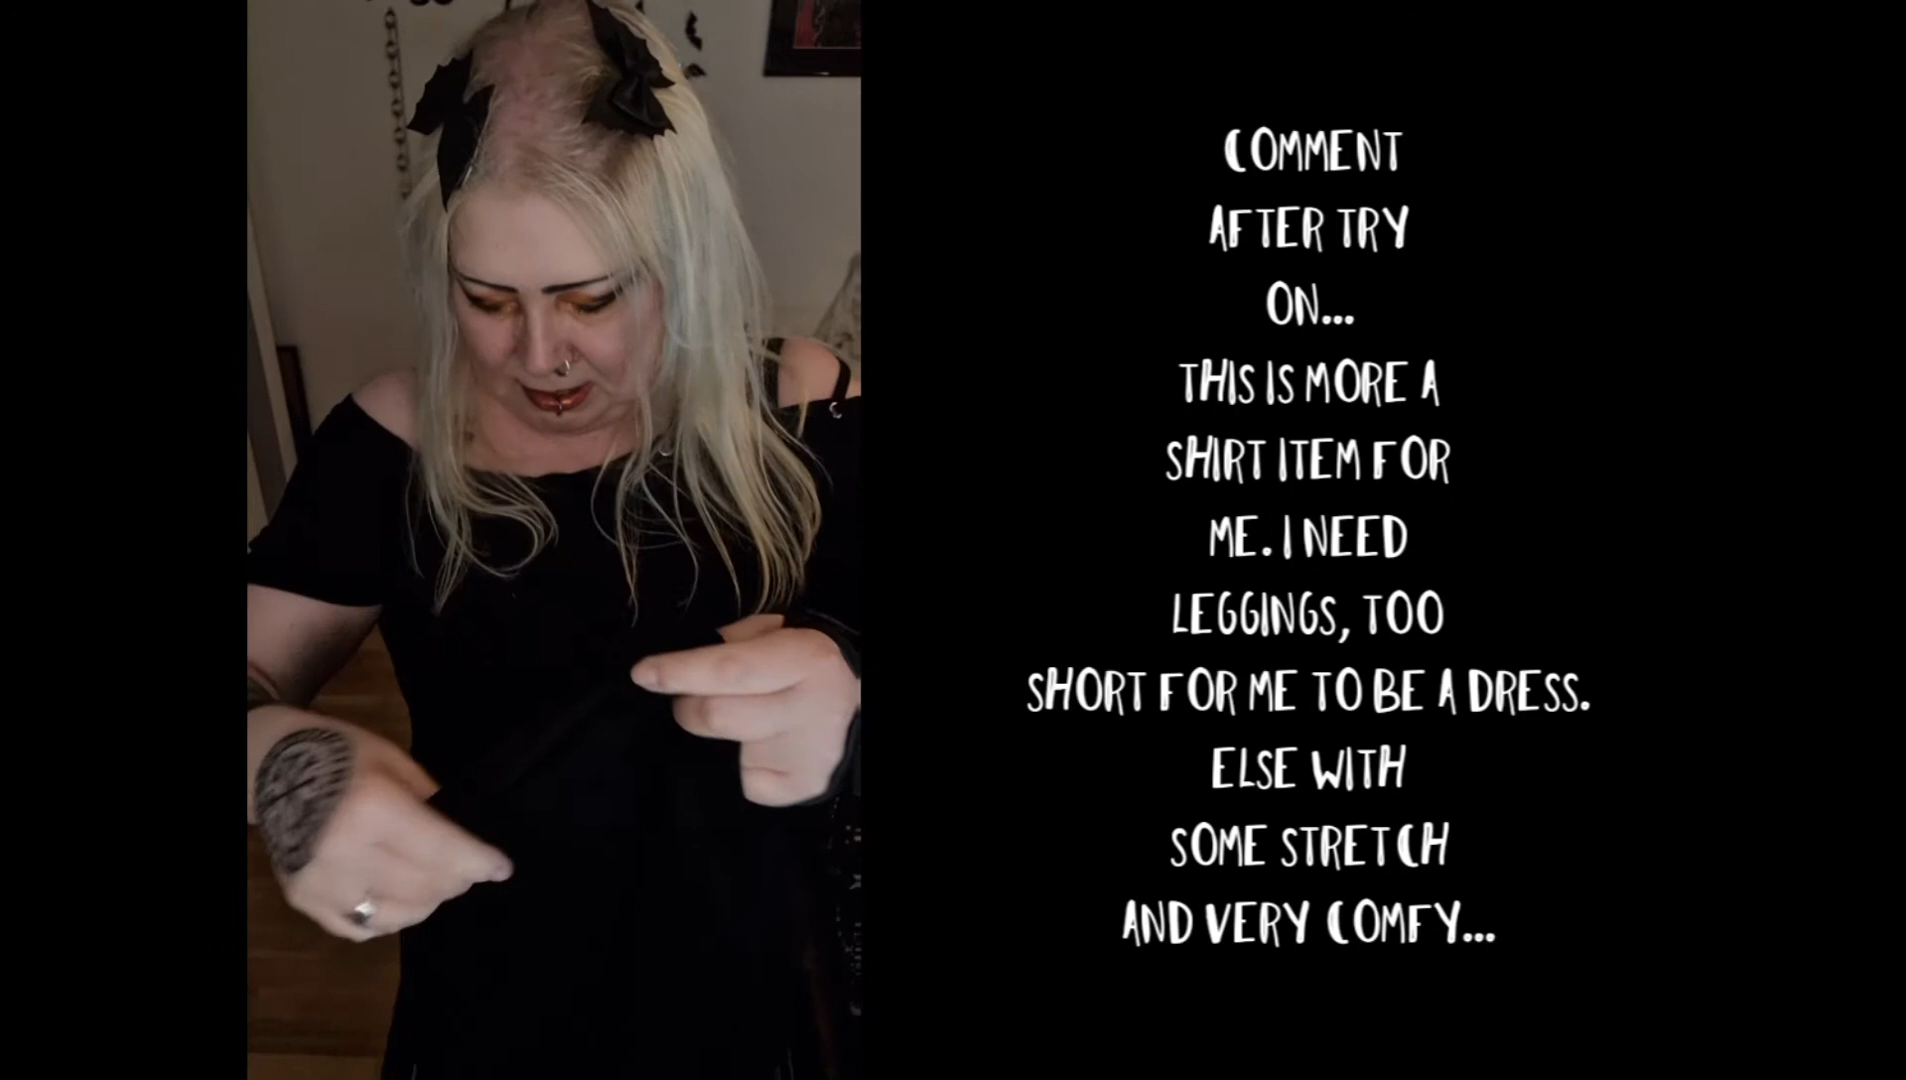 COMMENT
AFTER TRY
ON...
THIS IS MORE A
SHIRT ITEM FOR
ME. I NEED
LEGGINGS, TOO
SHORT FOR ME TO BE A DRESS.
ELSE WITH
SOME STRETCH
AND VERY COMFY...